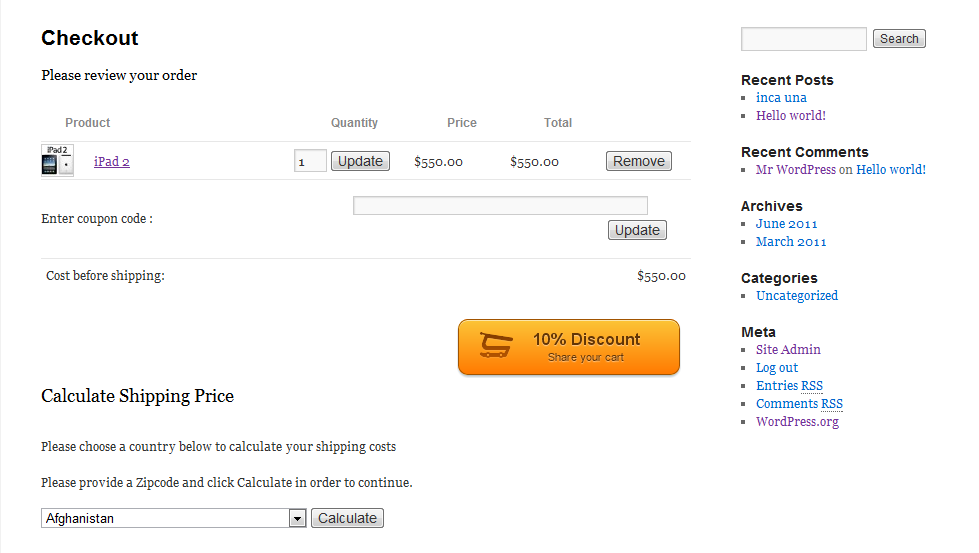 Checkout
Please review your order
Product Quantity Price Total
iPad 2
iPad 2 1 Update $550.00 $550.00 Remove
Enter coupon code :
Update
Cost before shipping: $550.00
10% Discount
Share your cart
Calculate Shipping Price
Please choose a country below to calculate your shipping costs
Please provide a Zipcode and click Calculate in order to continue.
Afghanistan Calculate
Search
Recent Posts
inca una
Hello world!
Recent Comments
Mr WordPress on Hello world!
Archives
June 2011
March 2011
Categories
Uncategorized
Meta
Site Admin
Log out
Entries RSS
Comments RSS
WordPress.org